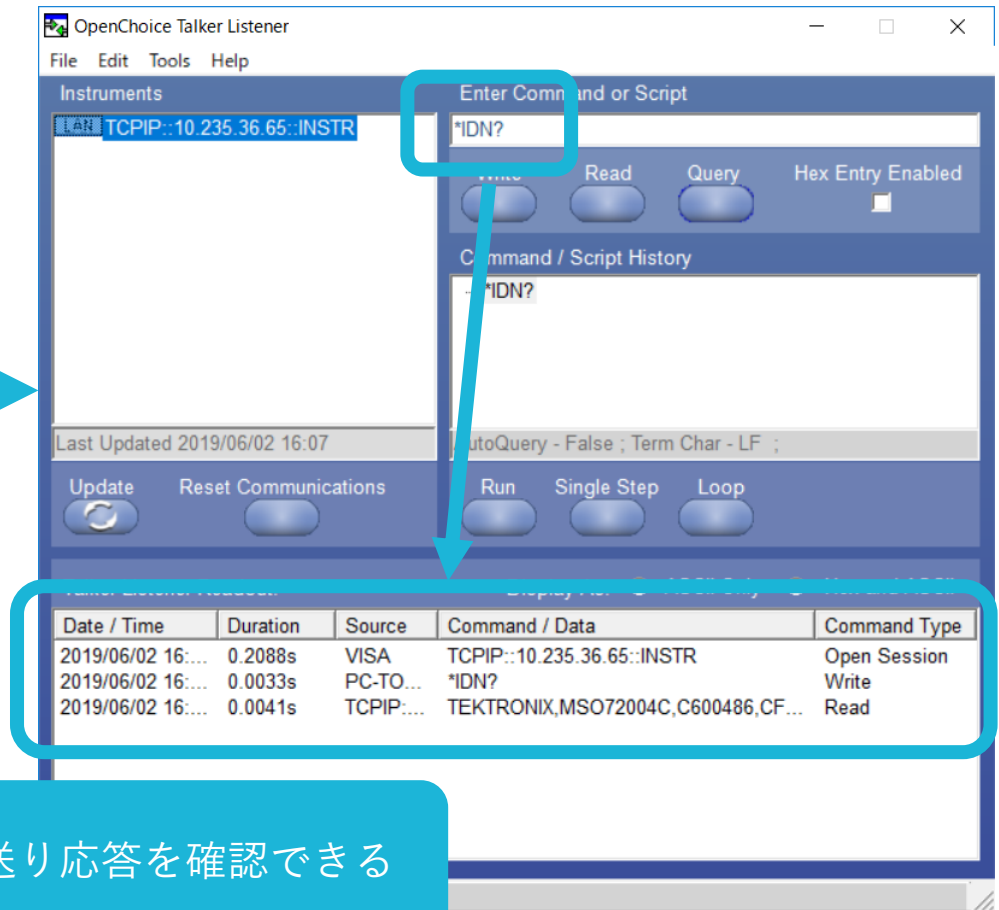 OpenChoice Talker Listener
File Edit Tools Help
Instruments
LAN TCPIP::10.235.36.65::INSTR
Last Updated 2019/06/02 16:07
Update Reset Communications
Enter Command or Script
*IDN?
Write Read Query Hex Entry Enabled
Command / Script History
*IDN?
AutoQuery - False ; Term Char - LF ;
Run Single Step Loop
Date / Time Duration Source Command / Data Command Type
2019/06/02 16:... 0.2088s VISA TCPIP::10.235.36.65::INSTR Open Session
2019/06/02 16:... 0.0033s PC-TO... *IDN? Write
2019/06/02 16:... 0.0041s TCPIP:... TEKTRONIX,MSO72004C,C600486,CF... Read
送り応答を確認できる